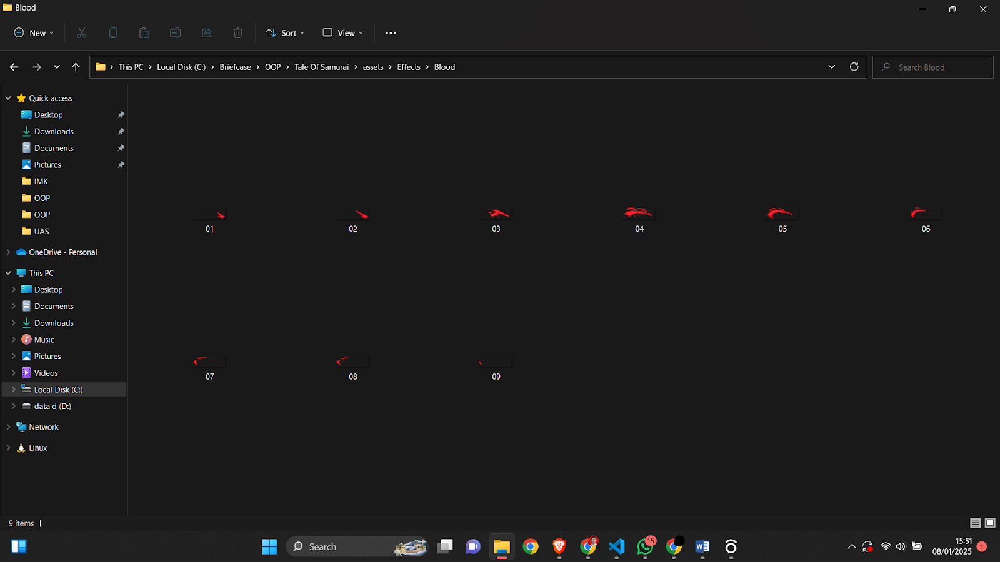 Blood
New
Sort
View
This PC
Local Disk (C:)
Briefcase
OOP
Tale Of Samurai
assets
Effects
Blood
Search Blood
Quick access
Desktop
Downloads
Documents
Pictures
IMK
OOP
OOP
UAS
OneDrive - Personal
This PC
Desktop
Documents
Downloads
Music
Pictures
Videos
Local Disk (C:)
data d (D:)
Network
Linux
01
02
03
04
05
06
07
08
09
9 items
Search
15
W
15:51
08/01/2025
1